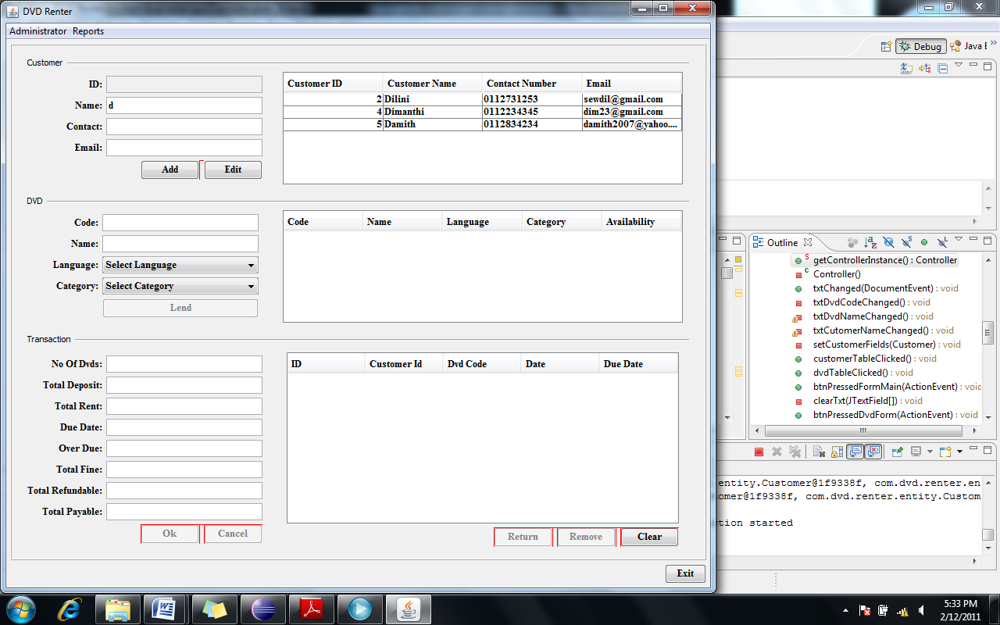 DVD Renter
Administrator Reports
Customer
ID:
Name: d
Contact:
Email:
Add Edit
Customer ID Customer Name Contact Number Email
2 Dilini 0112731253 sewdil@gmail.com
4 Dimanthi 0112234345 dim23@gmail.com
5 Damith 0112834234 damith2007@yahoo....
DVD
Code:
Name:
Language: Select Language
Category: Select Category
Lend
Code Name Language Category Availability
Transaction
No Of Dvds:
Total Deposit:
Total Rent:
Due Date:
Over Due:
Total Fine:
Total Refundable:
Total Payable:
Ok Cancel
ID Customer Id Dvd Code Date Due Date
Return Remove Clear
Exit
Debug Java E
Outline
getControllerInstance() : Controller
Controller()
txtChanged(DocumentEvent) : void
txtDvdCodeChanged() : void
txtDvdNameChanged() : void
txtCutomerNameChanged() : void
setCustomerFields(Customer) : void
customerTableClicked() : void
dvdTableClicked() : void
btnPressedFormMain(ActionEvent) : voic
clearTxt(JTextField[]) : void
btnPressedDvdForm(ActionEvent) : void
entity.Customer@1f9338f, com.dvd.renter.en
omer@1f9338f, com.dvd.renter.entity.Custom
ction started
5:33 PM
2/12/2011